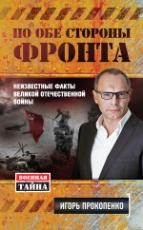 ПО ОБЕ СТОРОНЫ
ФРОНТА
НЕИЗВЕСТНЫЕ ФАКТЫ
ВЕЛИКОЙ ОТЕЧЕСТВЕННОЙ
ВОЙНЫ
ВОЕННАЯ
ТАЙНА
ИГОРЬ ПРОКОПЕНКО